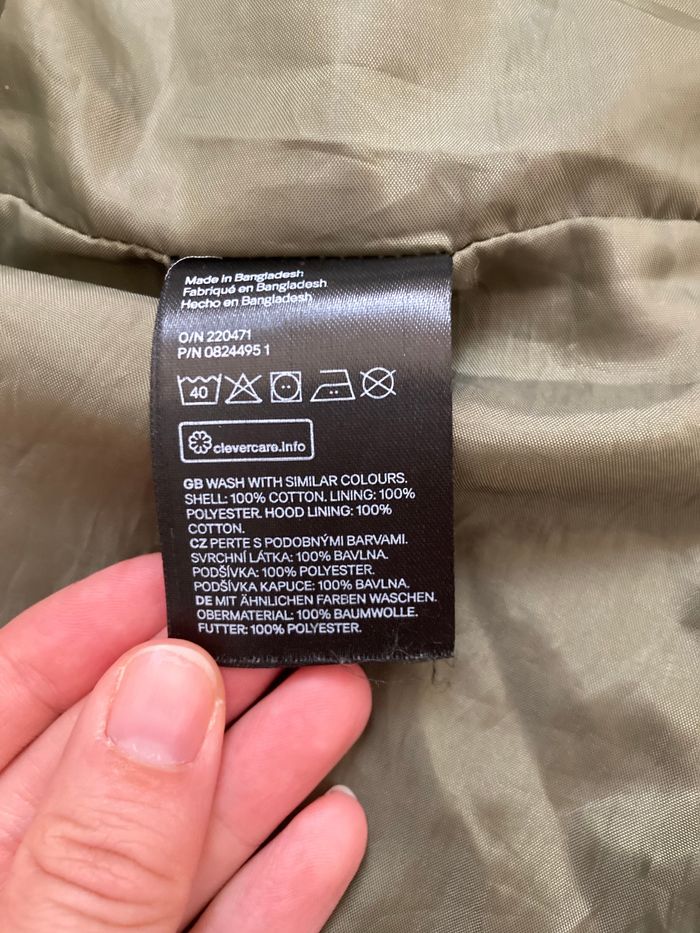 Made in Bangladesh
Fabriqué en Bangladesh
Hecho en Bangladesh
O/N 220471
P/N 0824495 1
40
clevercare.info
GB WASH WITH SIMILAR COLOURS.
SHELL: 100% COTTON. LINING: 100%
POLYESTER. HOOD LINING: 100%
COTTON.
CZ PERTE S PODOBNÝMI BARVAMI.
SVRCHNÍ LÁTKA: 100% BAVLNA.
PODŠÍVKA: 100% POLYESTER.
PODŠÍVKA KAPUCE: 100% BAVLNA.
DE MIT ÄHNLICHEN FARBEN WASCHEN.
OBERMATERIAL: 100% BAUMWOLLE.
FUTTER: 100% POLYESTER.